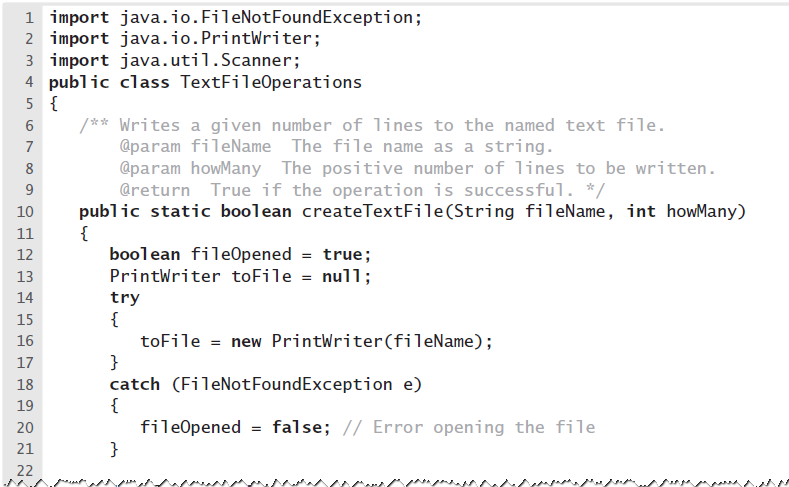 1 import java.io.FileNotFoundException;
2 import java.io.PrintWriter;
3 import java.util.Scanner;
4 public class TextFileOperations
5 {
6    /** Writes a given number of lines to the named text file.
7        @param fileName  The file name as a string.
8        @param howMany  The positive number of lines to be written.
9        @return  True if the operation is successful. */
10    public static boolean createTextFile(String fileName, int howMany)
11    {
12       boolean fileOpened = true;
13       PrintWriter toFile = null;
14       try
15       {
16          toFile = new PrintWriter(fileName);
17       }
18       catch (FileNotFoundException e)
19       {
20          fileOpened = false; // Error opening the file
21       }
22